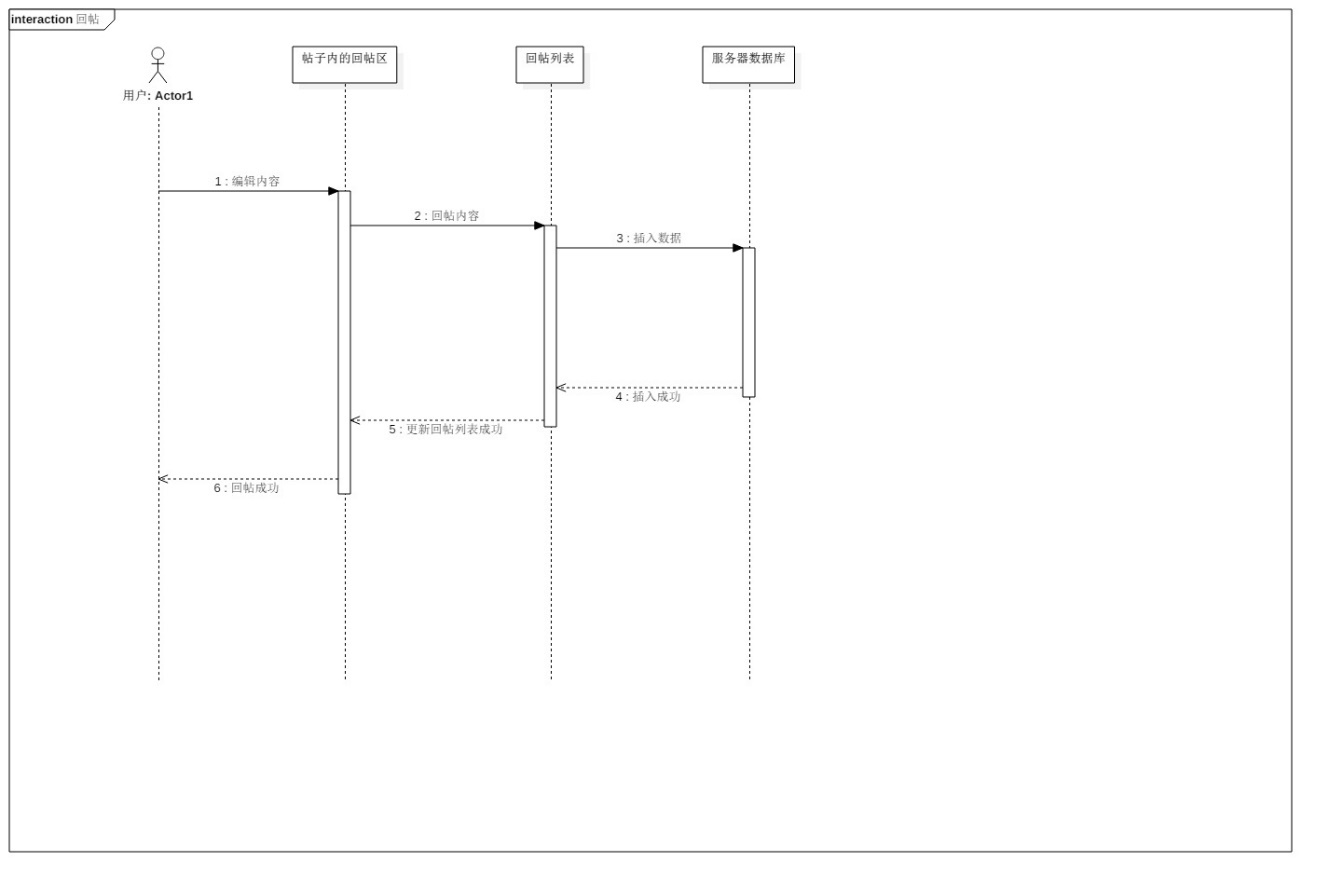 interaction 回帖
帖子内的回帖区
回帖列表
服务器数据库
用户: Actor1
1 : 编辑内容
2 : 回帖内容
3 : 插入数据
4 : 插入成功
5 : 更新回帖列表成功
6 : 回帖成功